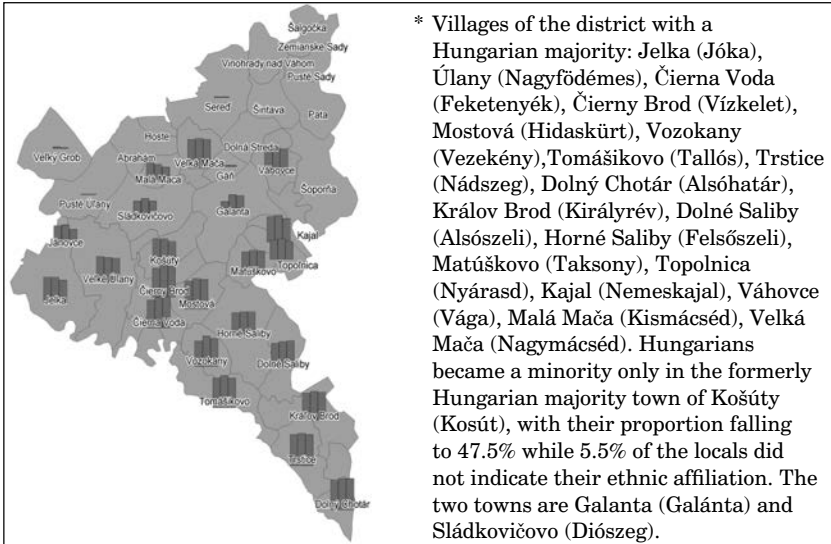 Šalgočka
Zemianske Sady
Vinohrady nad Váhom
Pusté Sady
Sereď
Šintava
Pata
Hoste
Dolná Streda
Veľký Grob
Abrahám
Veľká Mača
Váhovce
Malá Mača
Gáň
Šoporňa
Pusté Uľany
Sládkovičovo
Galanta
Kajal
Jánovce
Košúty
Matúškovo
Topolnica
Veľké Úľany
Jelka
Čierny Brod
Mostová
Čierna Voda
Horné Saliby
Vozokany
Dolné Saliby
Tomášikovo
Kráľov Brod
Trstice
Dolný Chotár
* Villages of the district with a
Hungarian majority: Jelka (Jóka),
Úlany (Nagyfödémes), Čierna Voda
(Feketenyék), Čierny Brod (Vízkelet),
Mostová (Hidaskürt), Vozokany
(Vezekény),Tomášikovo (Tallós), Trstice
(Nádszeg), Dolný Chotár (Alsóhatár),
Králov Brod (Királyrév), Dolné Saliby
(Alsószeli), Horné Saliby (Felsőszeli),
Matúškovo (Taksony), Topolnica
(Nyárasd), Kajal (Nemeskajal), Váhovce
(Vága), Malá Mača (Kismácséd), Velká
Mača (Nagymácséd). Hungarians
became a minority only in the formerly
Hungarian majority town of Košúty
(Kosút), with their proportion falling
to 47.5% while 5.5% of the locals did
not indicate their ethnic affiliation. The
two towns are Galanta (Galánta) and
Sládkovičovo (Diószeg).